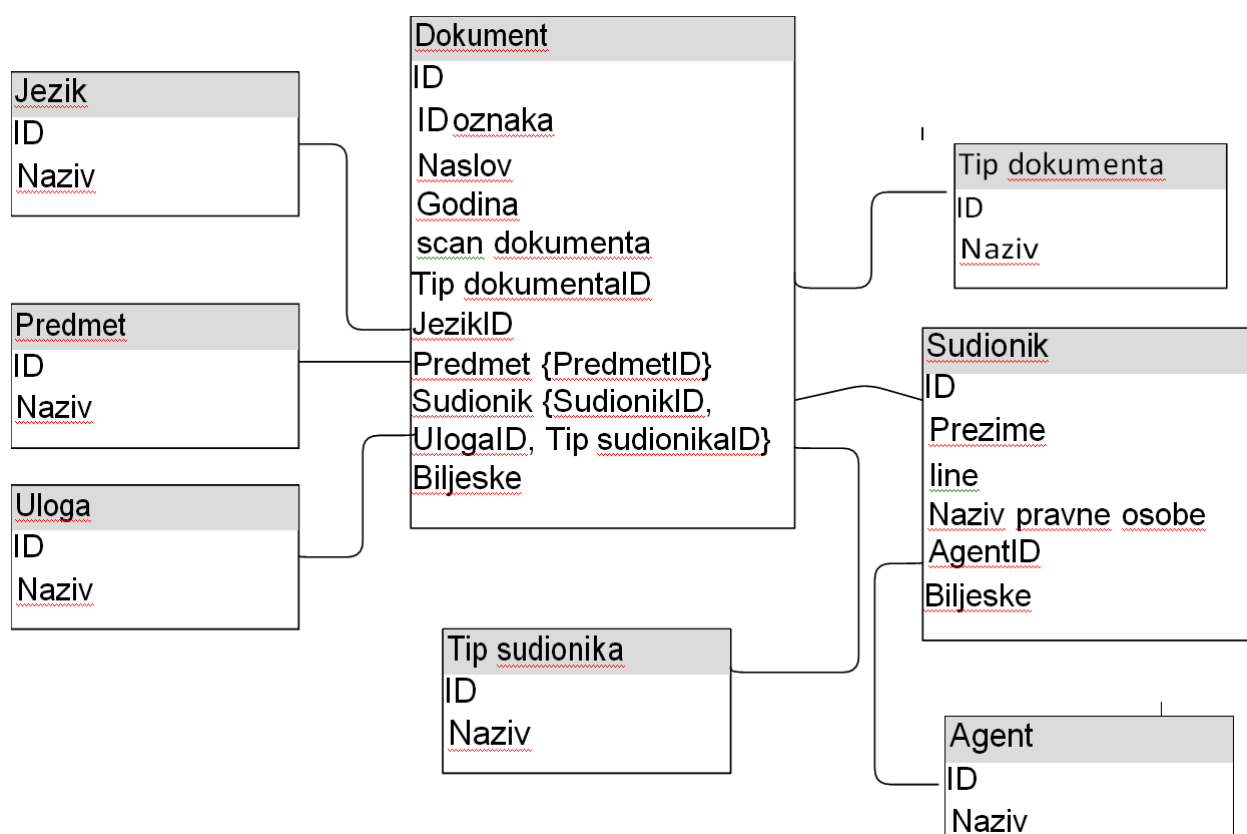 Dokument
ID
ID oznaka
Naslov
Godina
scan dokumenta
Tip dokumentaID
JezikID
Predmet {PredmetID}
Sudionik {SudionikID,
UlogaID, Tip sudionikaID}
Biljeske
Jezik
ID
Naziv
Predmet
ID
Naziv
Uloga
ID
Naziv
Tip dokumenta
ID
Naziv
Sudionik
ID
Prezime
line
Naziv pravne osobe
AgentID
Biljeske
Tip sudionika
ID
Naziv
Agent
ID
Naziv